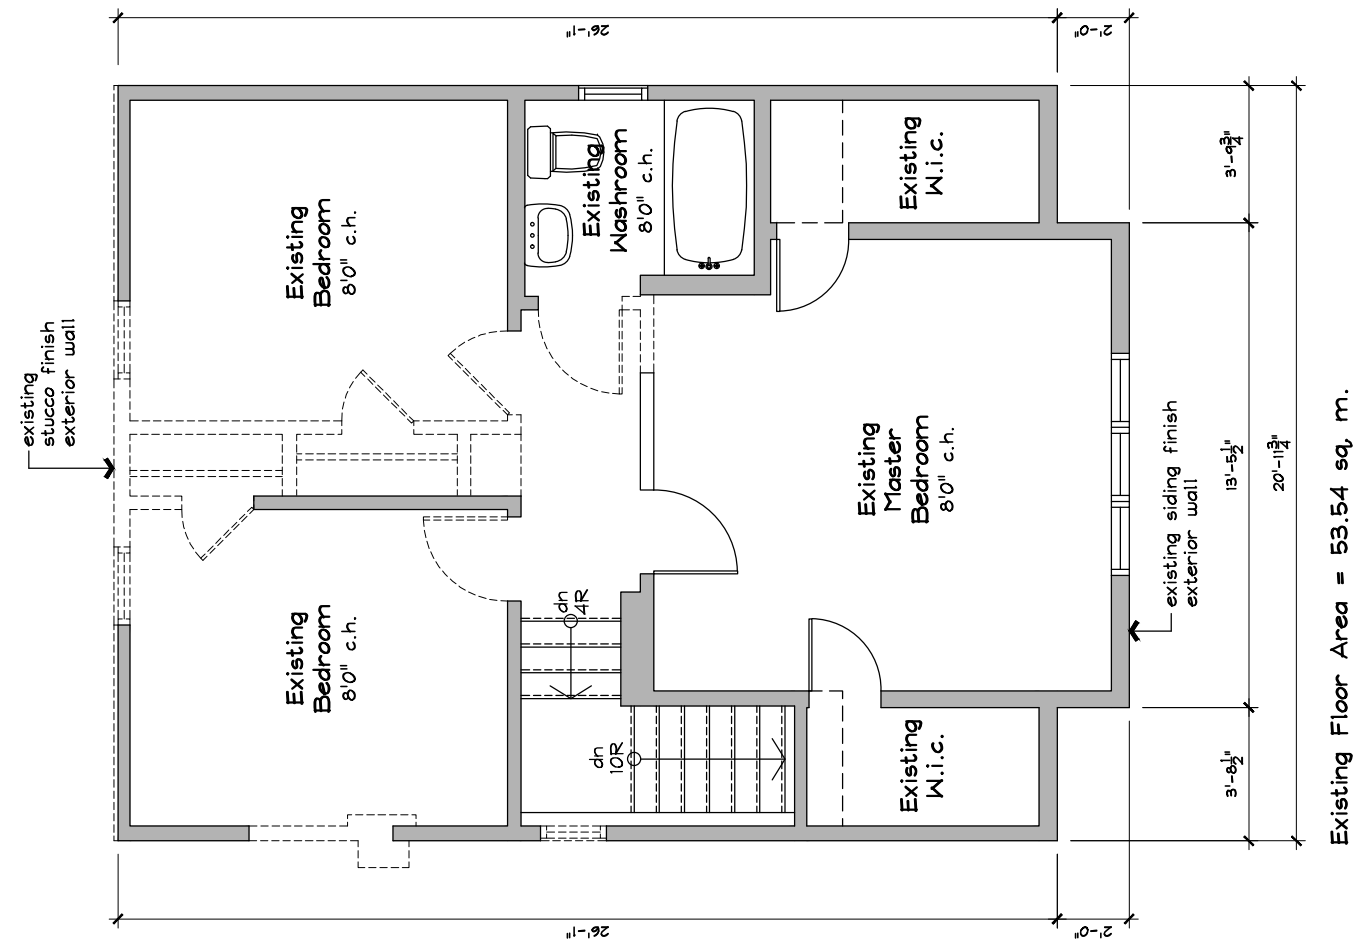 26'-1"
2'-0"
existing
stucco finish
exterior wall
Existing
Bedroom
8'0" c.h.
Existing
Washroom
8'0" c.h.
Existing
W.i.c.
3'-9¾"
Existing
Master
Bedroom
8'0" c.h.
13'-5½"
20'-11¾"
existing siding finish
exterior wall
Existing
Bedroom
8'0" c.h.
dn
4R
dn
10R
Existing
W.i.c.
3'-8½"
26'-1"
2'-0"
Existing Floor Area = 53.54 sq. m.